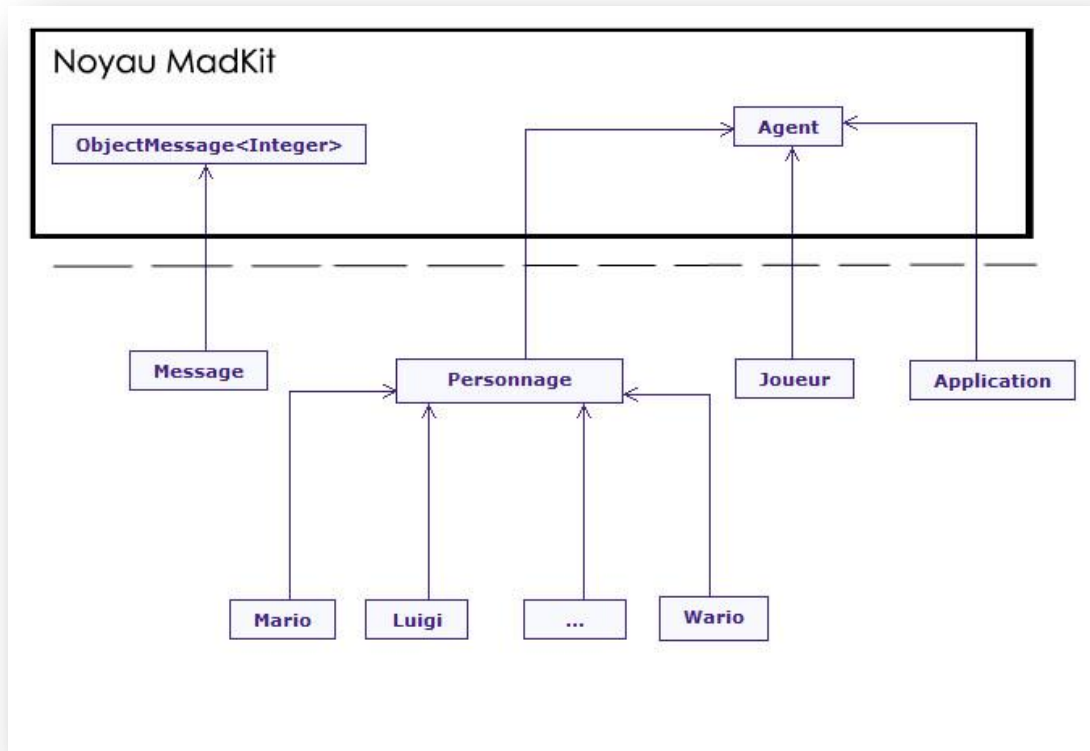 Noyau MadKit
Agent
ObjectMessage<Integer>
Message
Personnage
Joueur
Application
Mario
Luigi
...
Wario